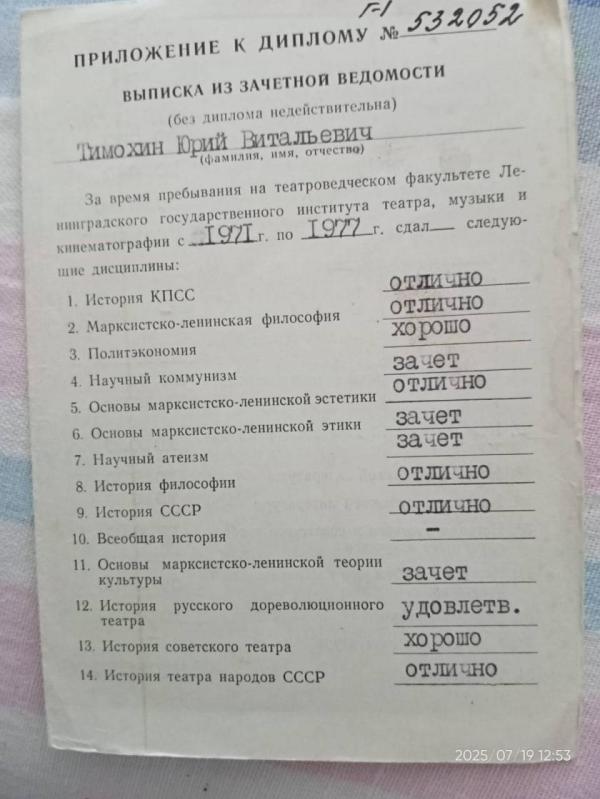 Г-1
ПРИЛОЖЕНИЕ К ДИПЛОМУ № 532052
ВЫПИСКА ИЗ ЗАЧЕТНОЙ ВЕДОМОСТИ
(без диплома недействительна)
Тимохин Юрий Витальевич
(фамилия, имя, отчество)
За время пребывания на театроведческом факультете Ле-
нинградского государственного института театра, музыки и
кинематографии с 1971 г. по 1977 г. сдал следую-
щие дисциплины:
1. История КПСС отлично
2. Марксистско-ленинская философия отлично
3. Политэкономия хорошо
4. Научный коммунизм зачет
5. Основы марксистско-ленинской эстетики отлично
6. Основы марксистско-ленинской этики зачет
7. Научный атеизм зачет
8. История философии отлично
9. История СССР отлично
10. Всеобщая история –
11. Основы марксистско-ленинской теории
культуры зачет
12. История русского дореволюционного
театра удовлетв.
13. История советского театра хорошо
14. История театра народов СССР отлично
2025/07/19 12:53